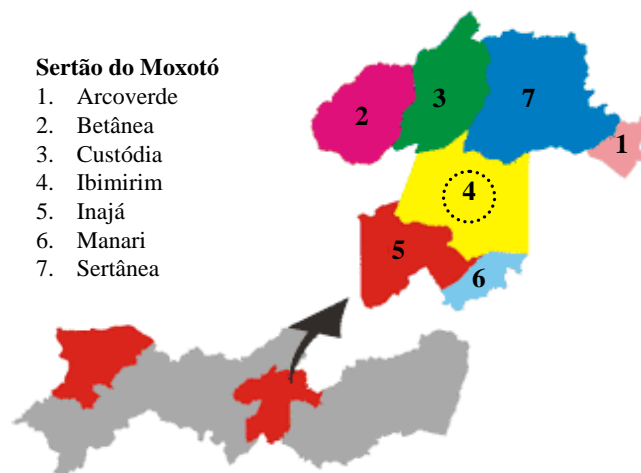 Sertão do Moxotó
1. Arcoverde
2. Betânea
3. Custódia
4. Ibimirim
5. Inajá
6. Manari
7. Sertânea
2
3
7
1
4
5
6